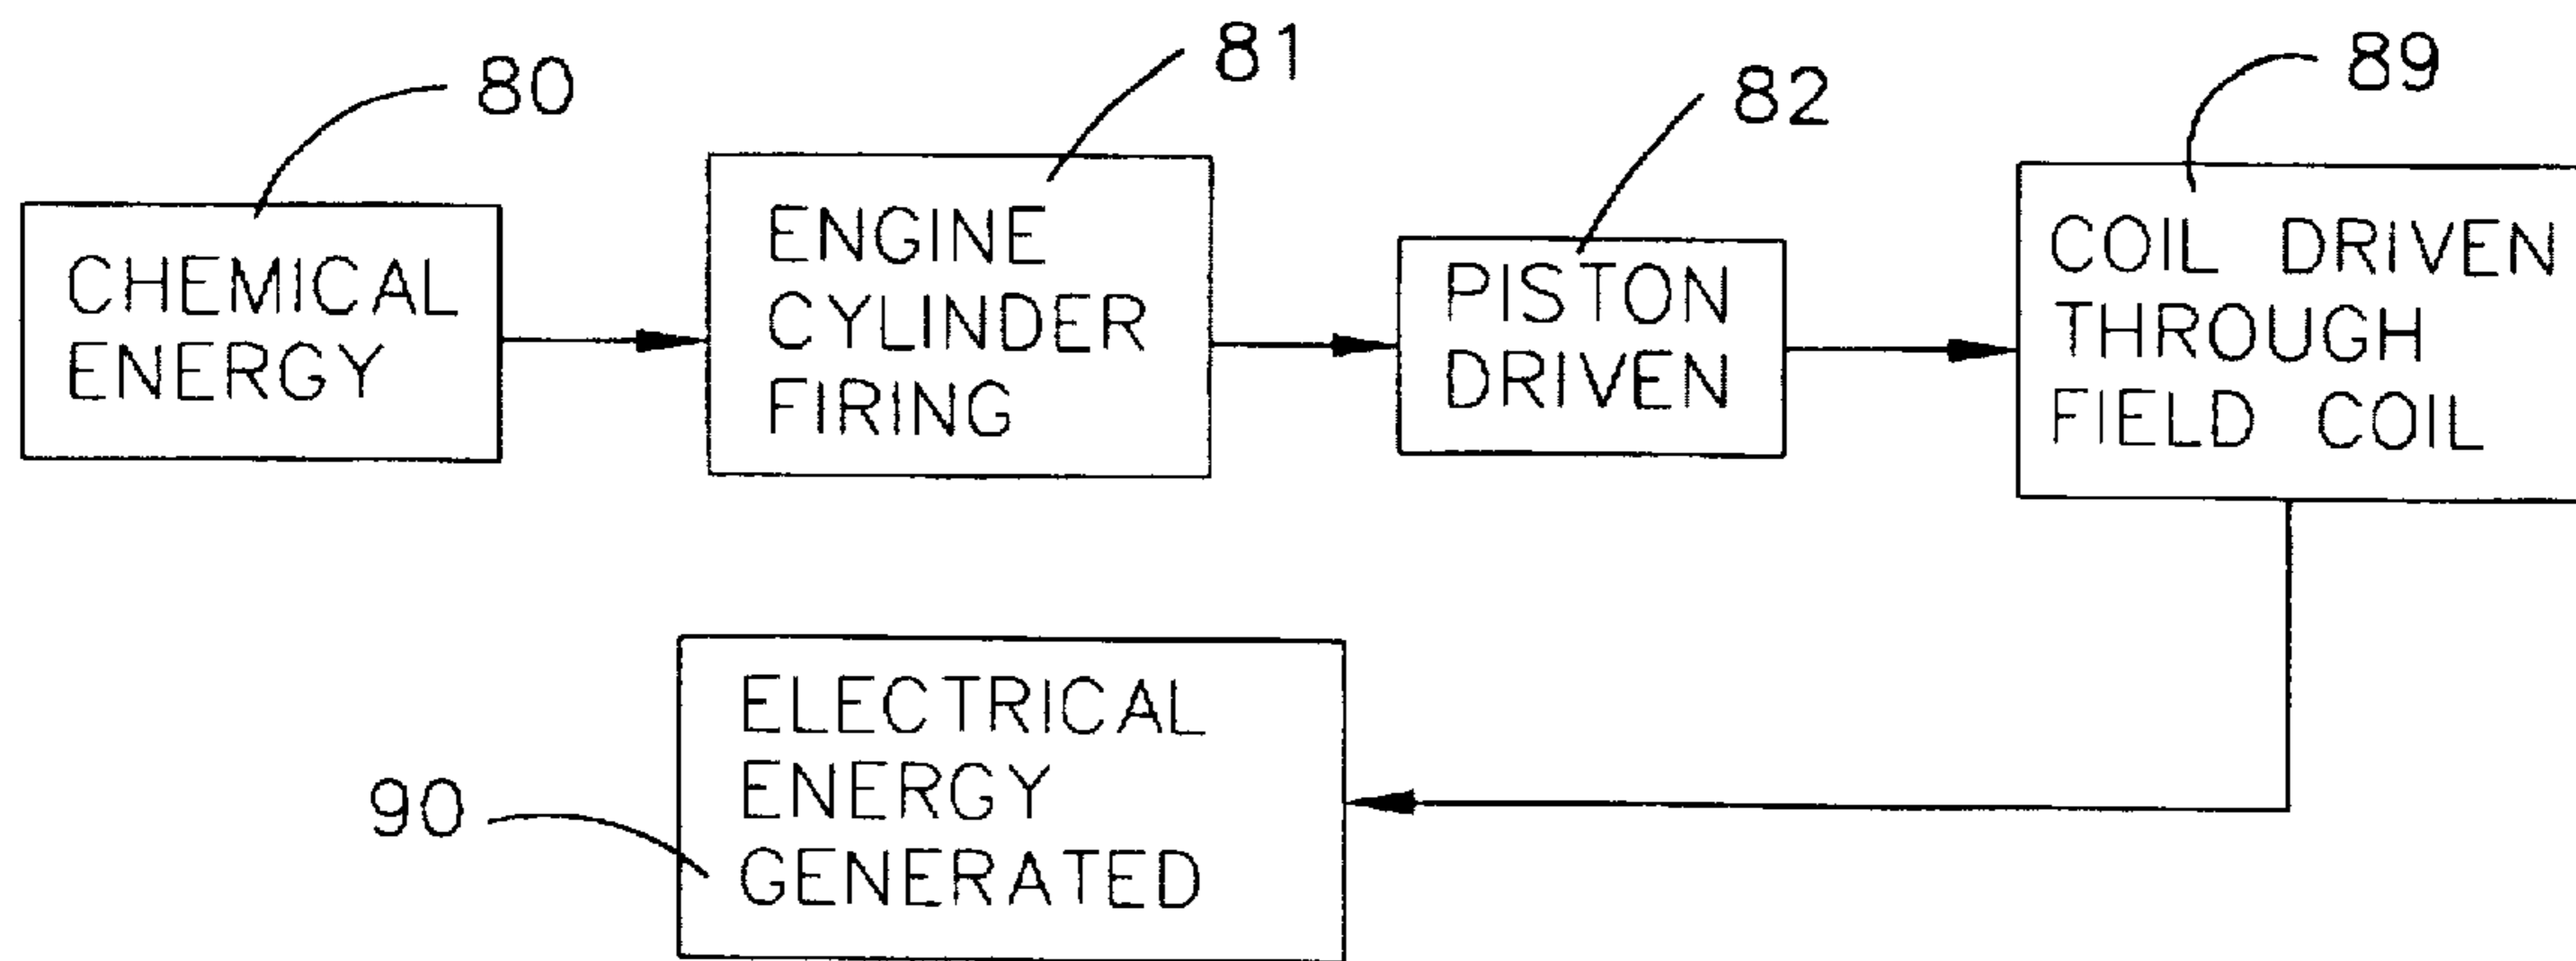 80
81
82
89
CHEMICAL
ENERGY
ENGINE
CYLINDER
FIRING
PISTON
DRIVEN
COIL DRIVEN
THROUGH
FIELD COIL
90
ELECTRICAL
ENERGY
GENERATED